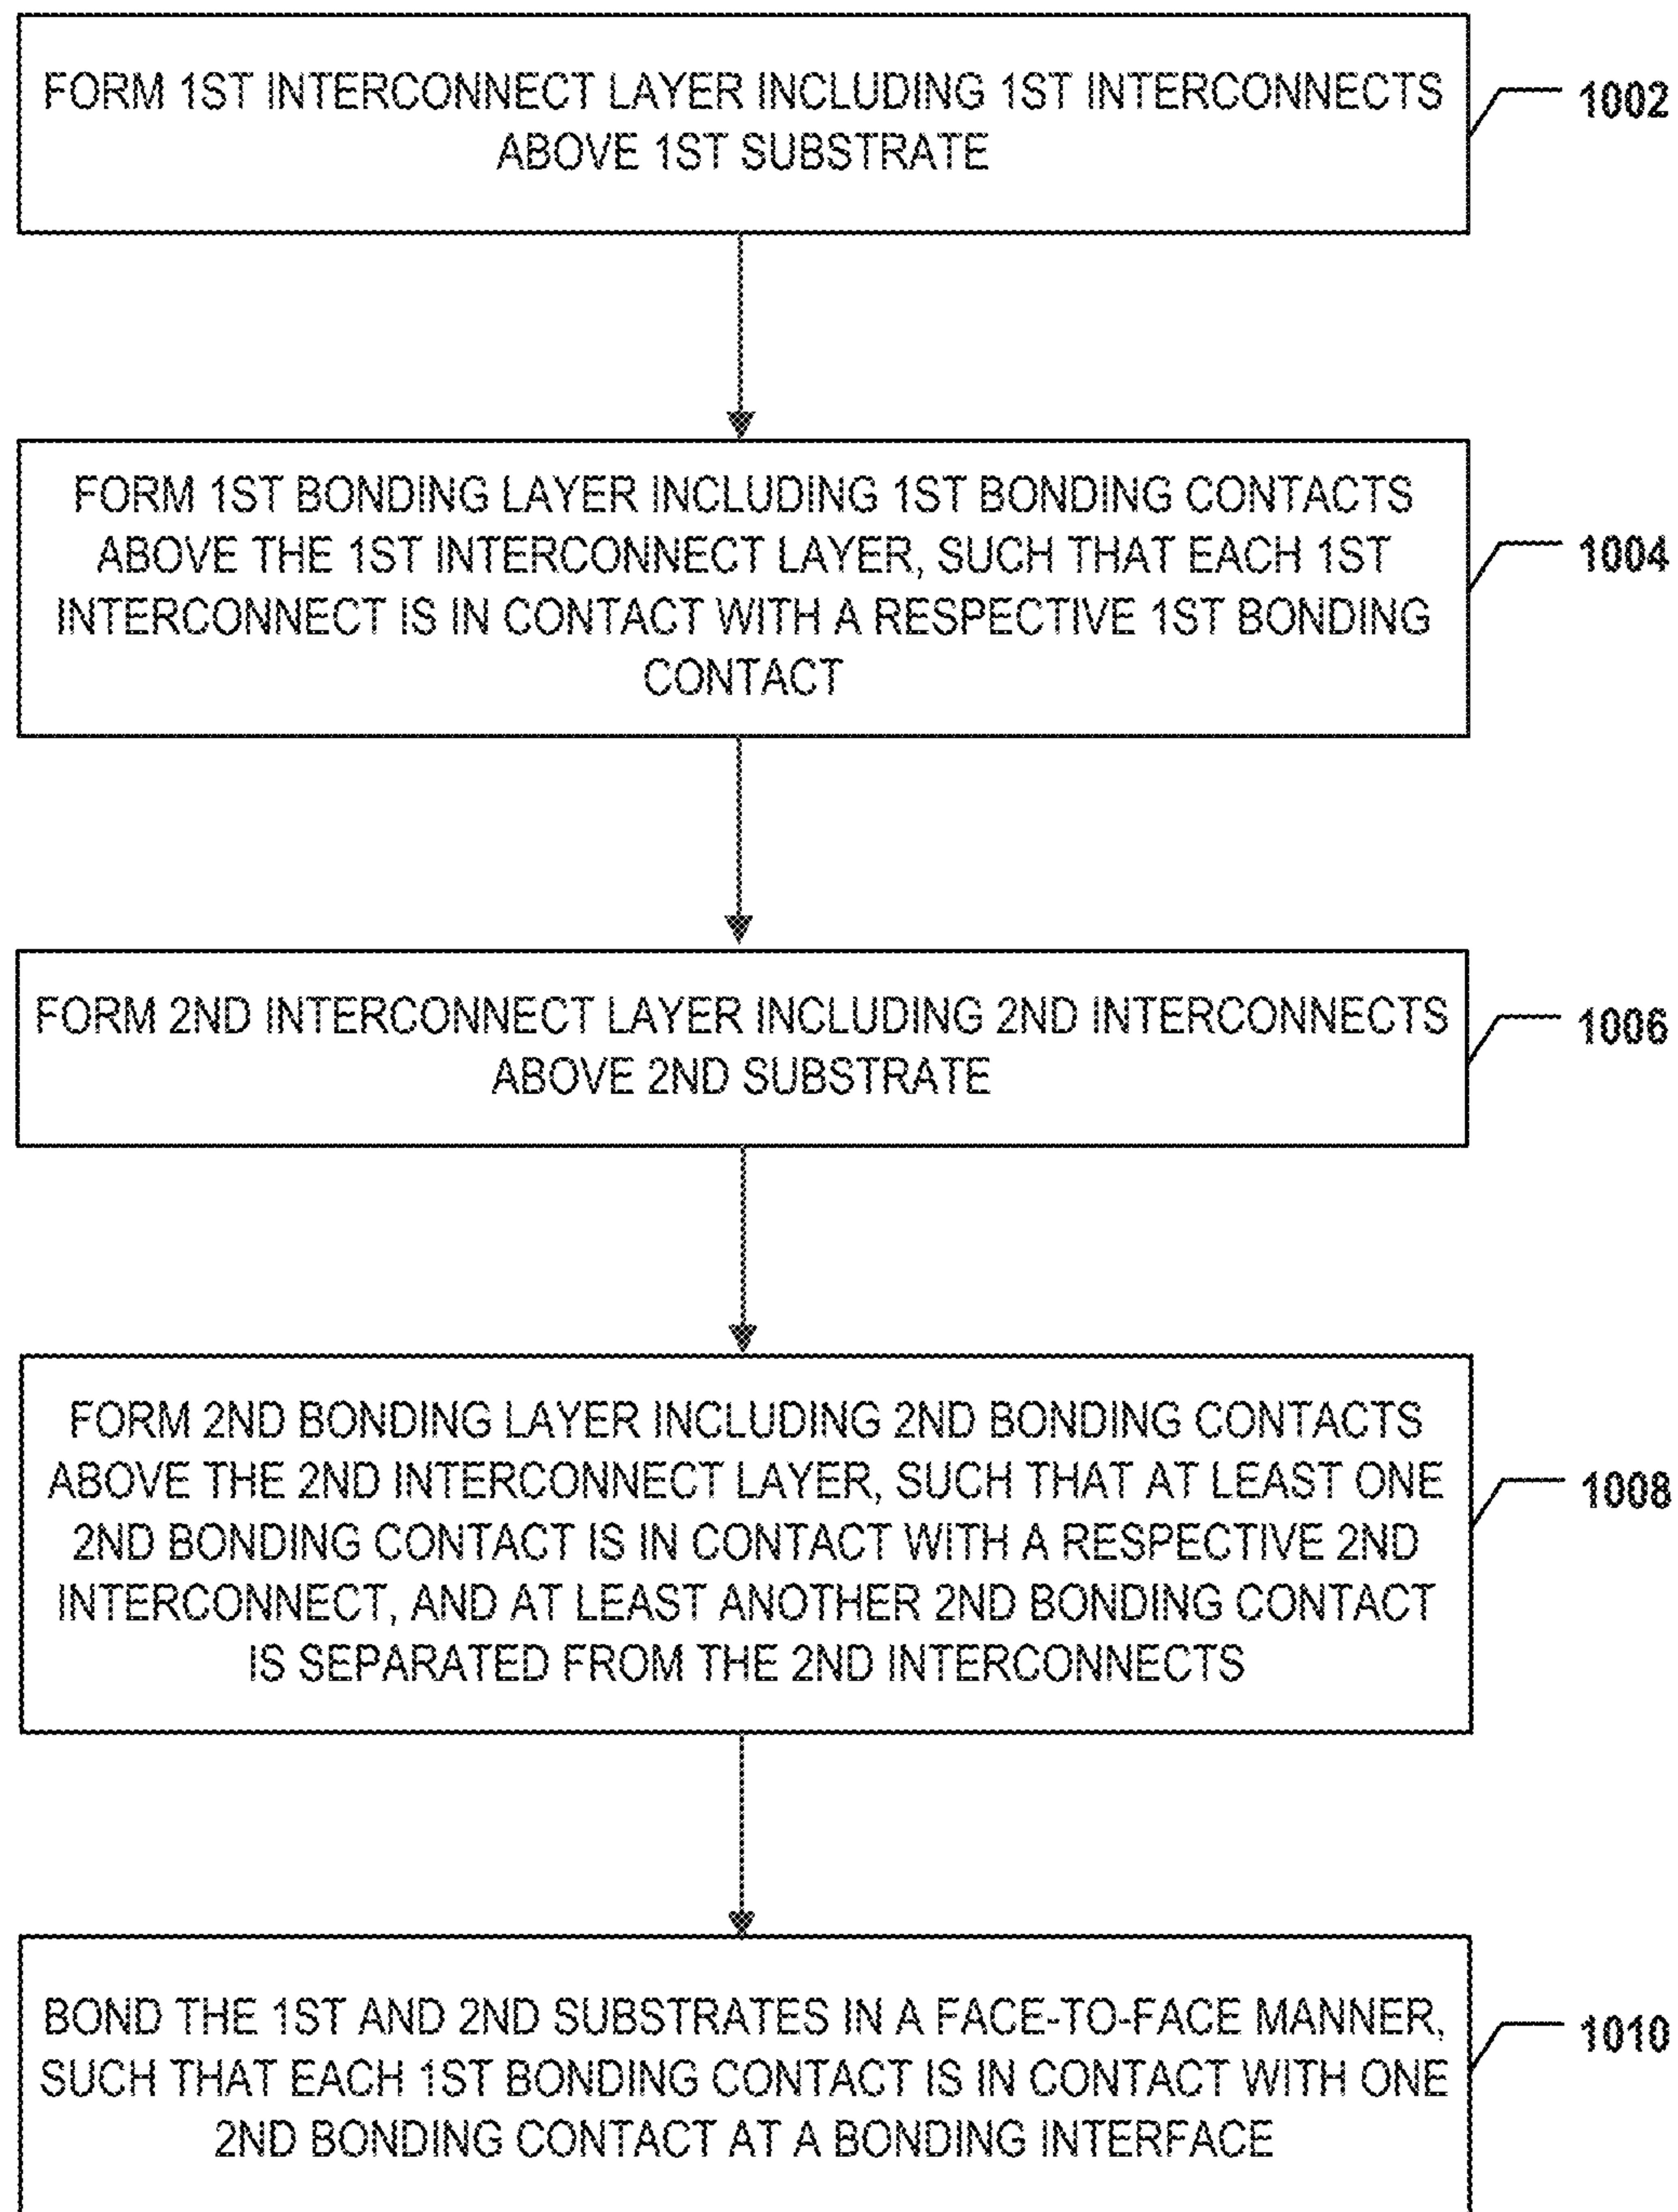 FORM 1ST INTERCONNECT LAYER INCLUDING 1ST INTERCONNECTS
ABOVE 1ST SUBSTRATE
1002
FORM 1ST BONDING LAYER INCLUDING 1ST BONDING CONTACTS
ABOVE THE 1ST INTERCONNECT LAYER, SUCH THAT EACH 1ST
INTERCONNECT IS IN CONTACT WITH A RESPECTIVE 1ST BONDING
CONTACT
1004
FORM 2ND INTERCONNECT LAYER INCLUDING 2ND INTERCONNECTS
ABOVE 2ND SUBSTRATE
1006
FORM 2ND BONDING LAYER INCLUDING 2ND BONDING CONTACTS
ABOVE THE 2ND INTERCONNECT LAYER, SUCH THAT AT LEAST ONE
2ND BONDING CONTACT IS IN CONTACT WITH A RESPECTIVE 2ND
INTERCONNECT, AND AT LEAST ANOTHER 2ND BONDING CONTACT
IS SEPARATED FROM THE 2ND INTERCONNECTS
1008
BOND THE 1ST AND 2ND SUBSTRATES IN A FACE-TO-FACE MANNER,
SUCH THAT EACH 1ST BONDING CONTACT IS IN CONTACT WITH ONE
2ND BONDING CONTACT AT A BONDING INTERFACE
1010